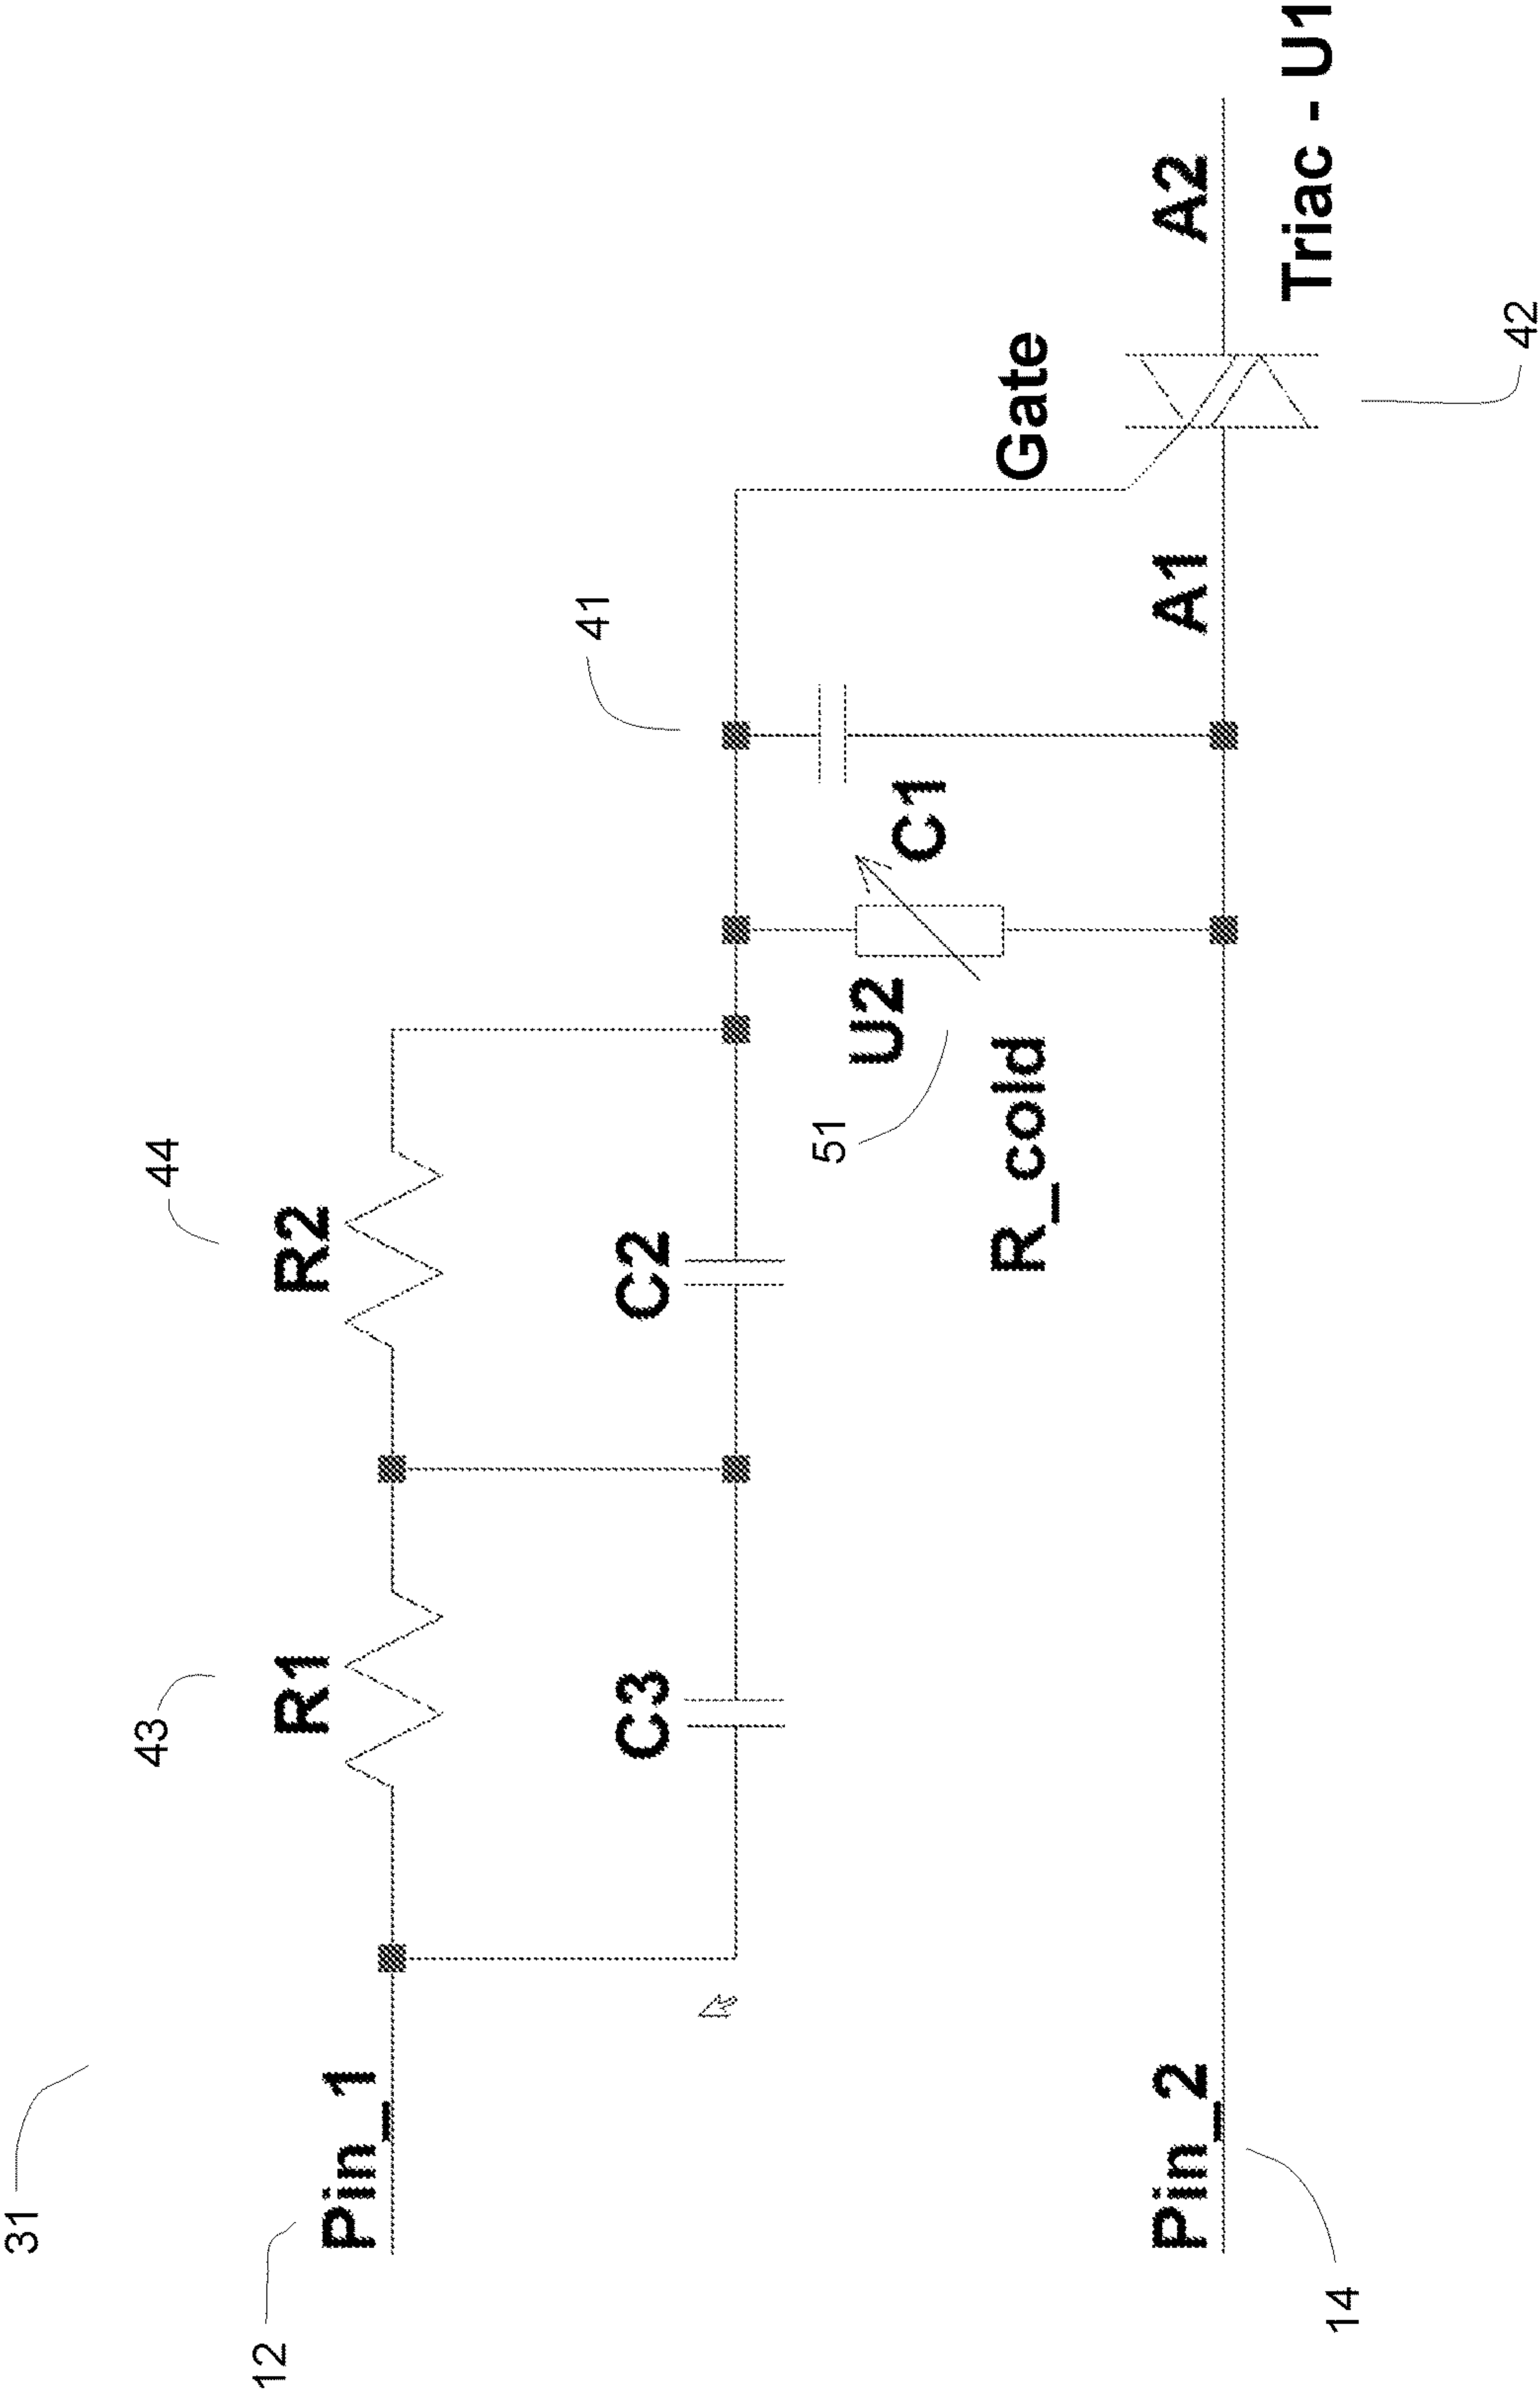 31
12
Pin_1
43
R1
44
R2
C3
C2
41
U2
51
R_cold
C1
Gate
Pin_2
14
A1
A2
Triac - U1
42